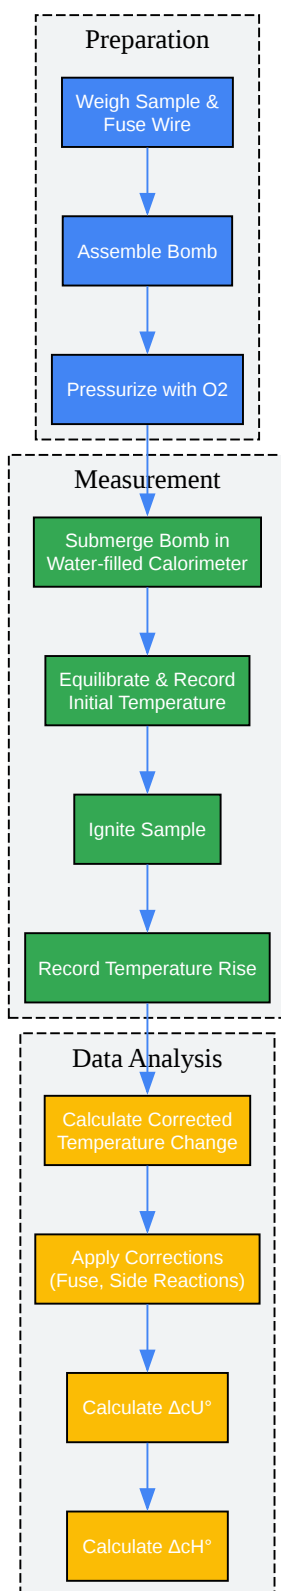 Preparation
Weigh Sample &
Fuse Wire
Assemble Bomb
Pressurize with O2
Measurement
Submerge Bomb in
Water-filled Calorimeter
Equilibrate & Record
Initial Temperature
Ignite Sample
Record Temperature Rise
Data Analysis
Calculate Corrected
Temperature Change
Apply Corrections
(Fuse, Side Reactions)
Calculate ΔcU°
Calculate ΔcH°